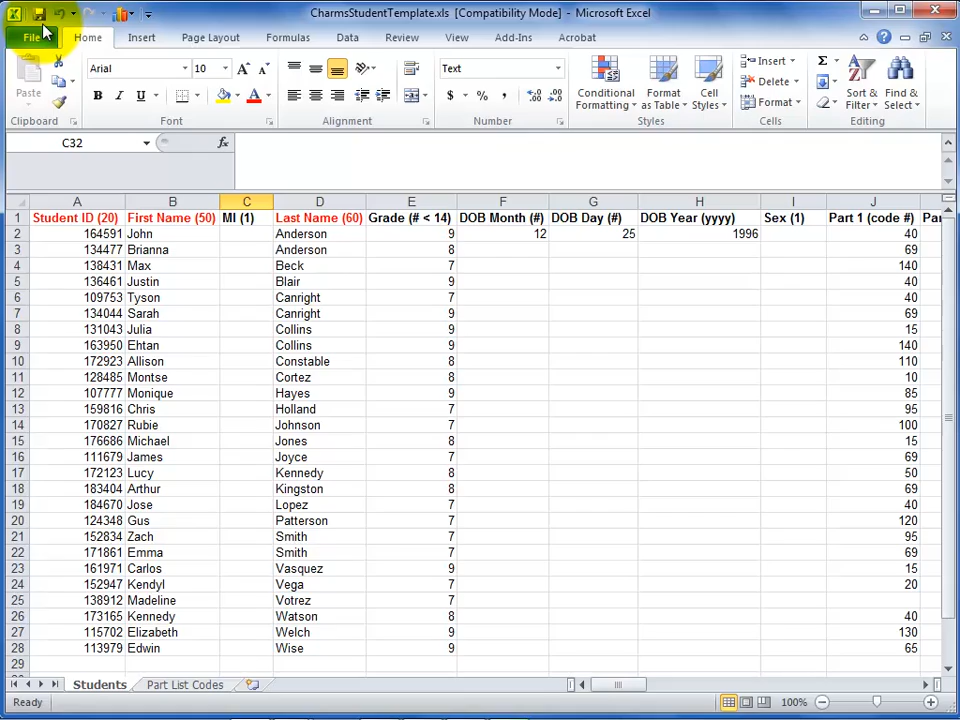 CharmsStudentTemplate.xls [Compatibility Mode] - Microsoft Excel
File Home Insert Page Layout Formulas Data Review View Add-Ins Acrobat
Paste Arial 10 Text Conditional Formatting Format as Table Cell Styles Insert Delete Format Sort & Filter Find & Select
Clipboard Font Alignment Number Styles Cells Editing
C32 fx
A B C D E F G H I J
1 Student ID (20) First Name (50) MI (1) Last Name (60) Grade (# < 14) DOB Month (#) DOB Day (#) DOB Year (yyyy) Sex (1) Part 1 (code #) Par
2 164591 John Anderson 9 12 25 1996 40
3 134477 Brianna Anderson 8 69
4 138431 Max Beck 7 140
5 136461 Justin Blair 9 40
6 109753 Tyson Canright 7 40
7 134044 Sarah Canright 9 69
8 131043 Julia Collins 9 15
9 163950 Ehtan Collins 9 140
10 172923 Allison Constable 8 110
11 128485 Montse Cortez 8 10
12 107777 Monique Hayes 9 85
13 159816 Chris Holland 7 95
14 170827 Rubie Johnson 7 100
15 176686 Michael Jones 8 15
16 111679 James Joyce 7 69
17 172123 Lucy Kennedy 8 50
18 183404 Arthur Kingston 8 69
19 184670 Jose Lopez 7 40
20 124348 Gus Patterson 7 120
21 152834 Zach Smith 7 95
22 171861 Emma Smith 7 69
23 161971 Carlos Vasquez 9 15
24 152947 Kendyl Vega 7 20
25 138912 Madeline Votrez 7
26 173165 Kennedy Watson 8 40
27 115702 Elizabeth Welch 9 130
28 113979 Edwin Wise 9 65
29
Students Part List Codes
Ready 100%